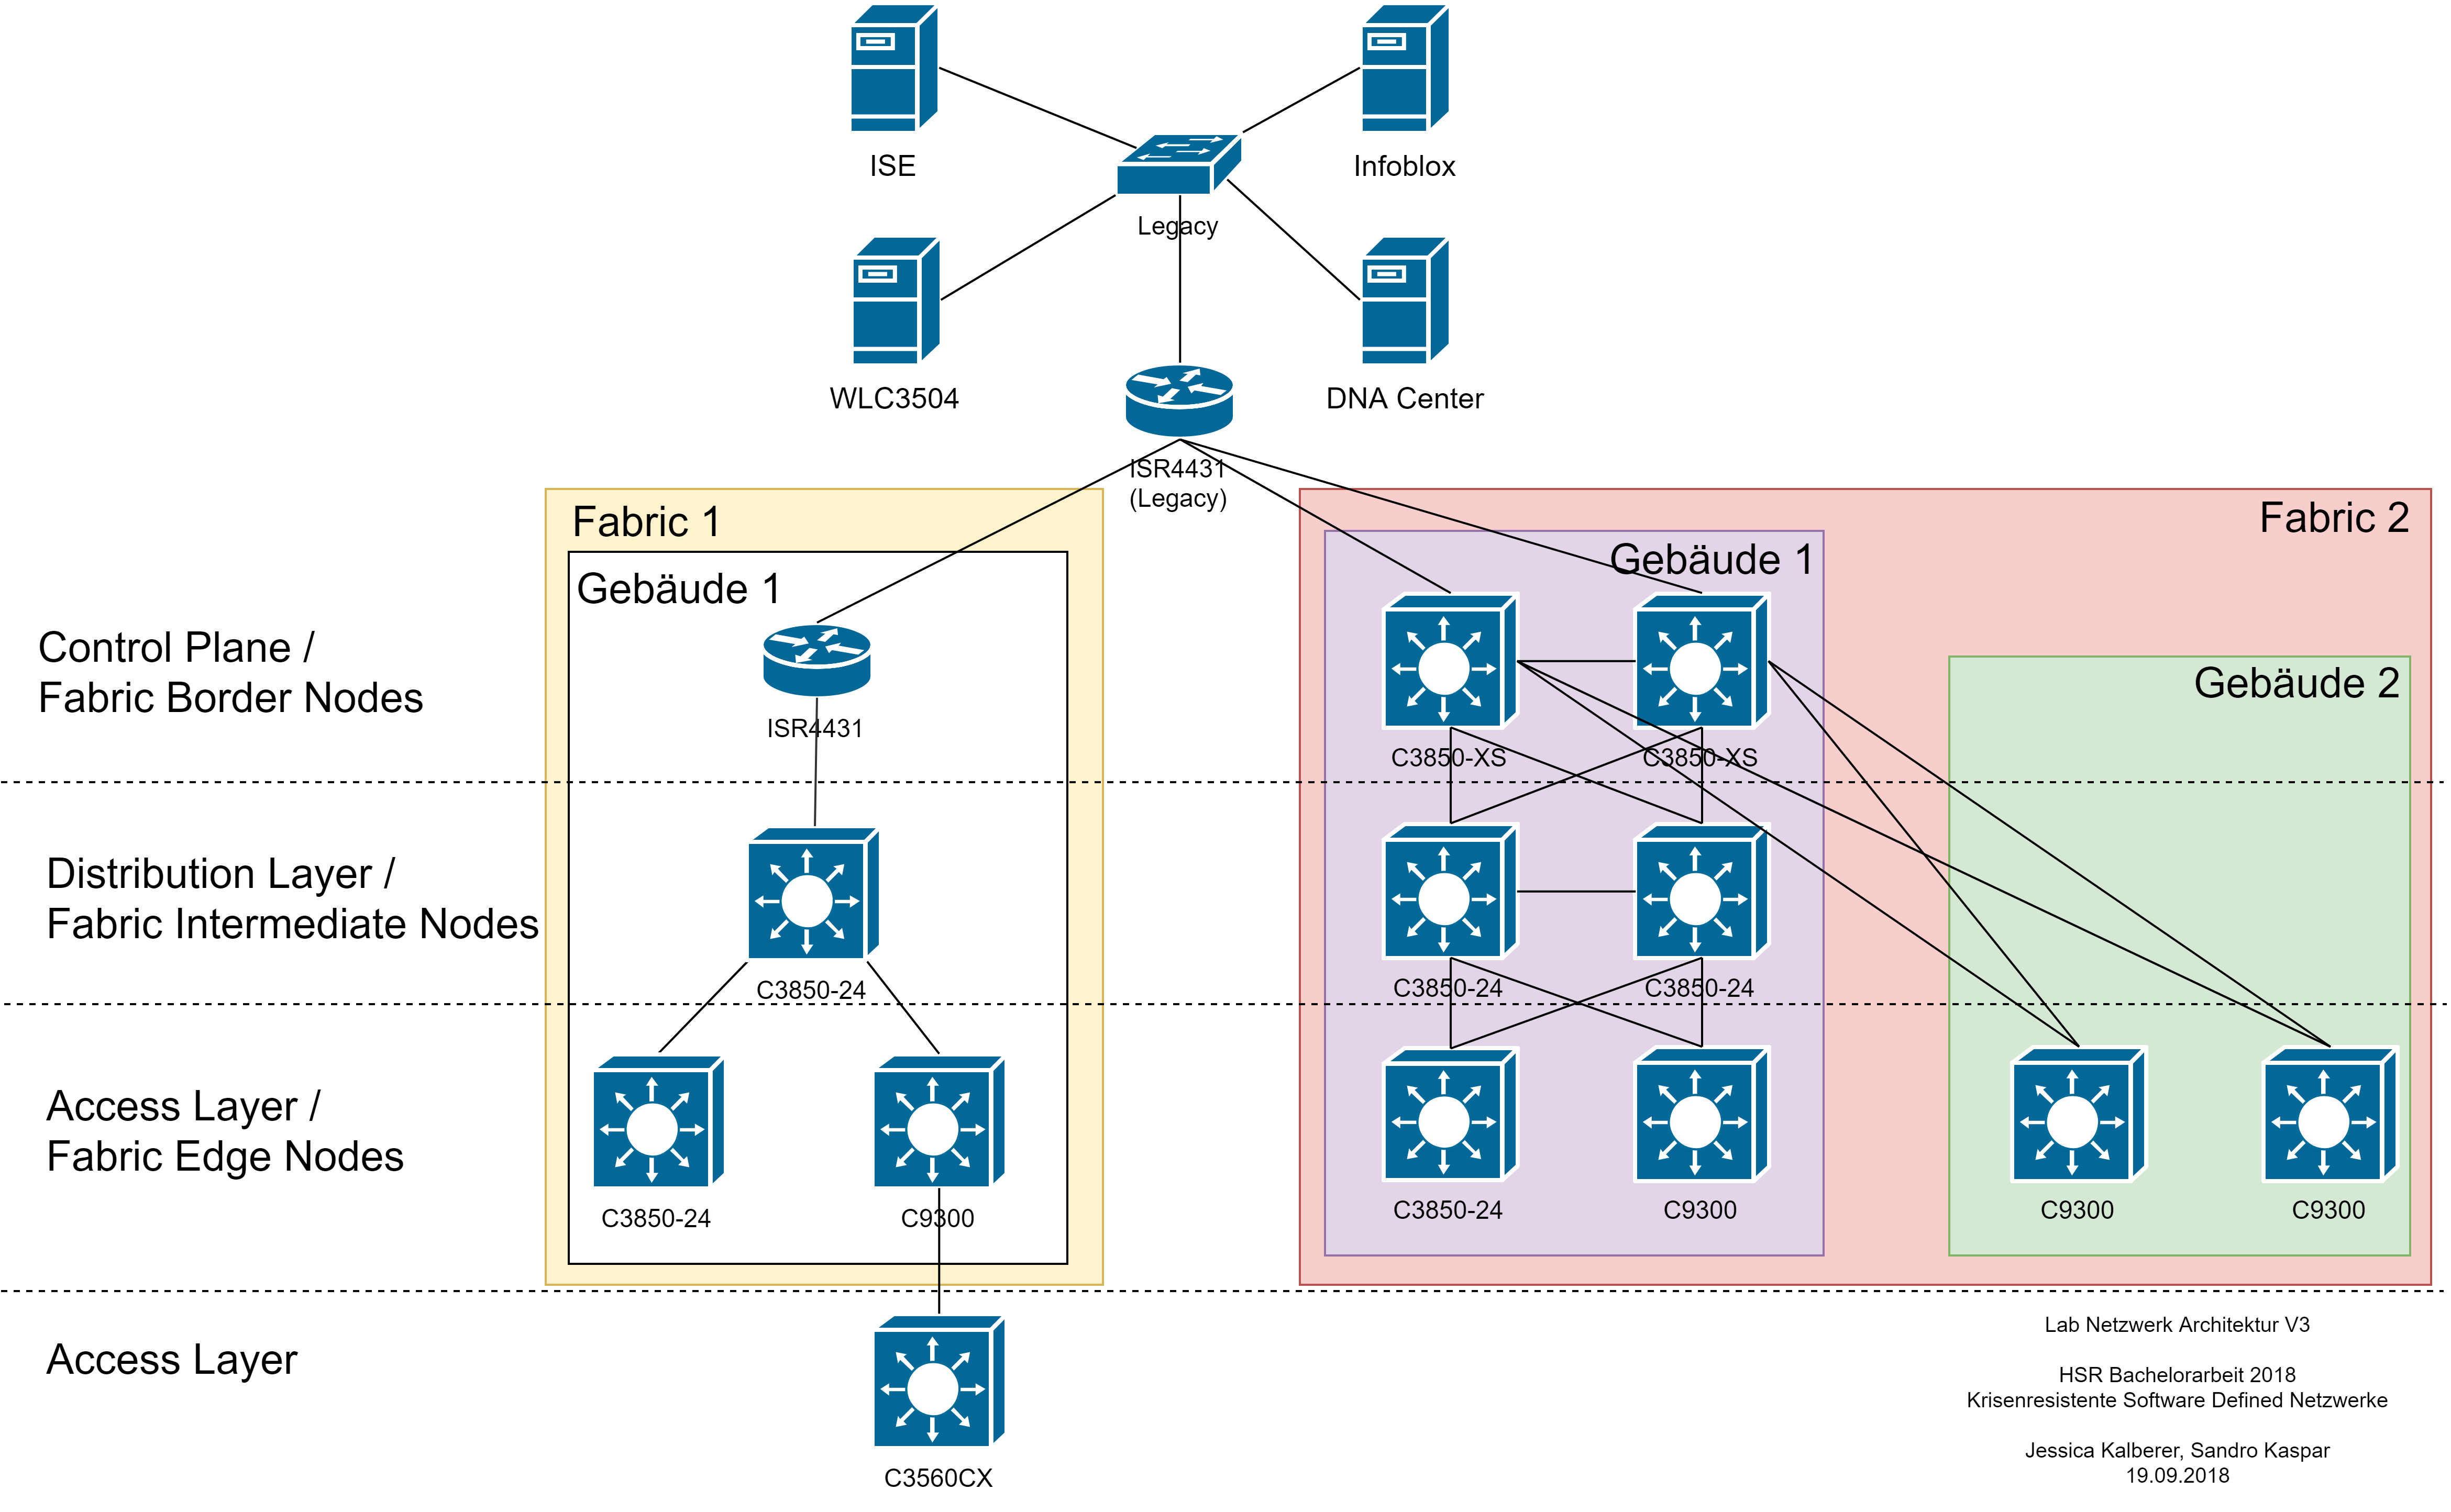 ISE
Infoblox
Legacy
WLC3504
DNA Center
ISR4431
(Legacy)
Fabric 1
Gebäude 1
Fabric 2
Gebäude 1
Gebäude 2
Control Plane /
Fabric Border Nodes
ISR4431
C3850-XS
C3850-XS
Distribution Layer /
Fabric Intermediate Nodes
C3850-24
C3850-24
C3850-24
Access Layer /
Fabric Edge Nodes
C3850-24
C9300
C3850-24
C9300
C9300
C9300
Access Layer
C3560CX
Lab Netzwerk Architektur V3
HSR Bachelorarbeit 2018
Krisenresistente Software Defined Netzwerke
Jessica Kalberer, Sandro Kaspar
19.09.2018